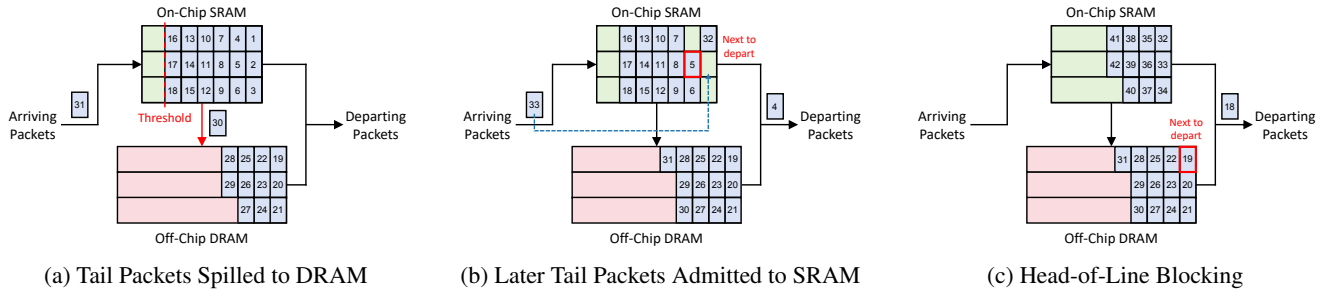 On-Chip SRAM
16 13 10 7 4 1
17 14 11 8 5 2
18 15 12 9 6 3
31
Arriving
Packets
Threshold
30
Departing
Packets
28 25 22 19
29 26 23 20
27 24 21
Off-Chip DRAM
(a) Tail Packets Spilled to DRAM
On-Chip SRAM
16 13 10 7 32
17 14 11 8 5
18 15 12 9 6
Next to
depart
33
Arriving
Packets
4
Departing
Packets
31 28 25 22 19
29 26 23 20
30 27 24 21
Off-Chip DRAM
(b) Later Tail Packets Admitted to SRAM
On-Chip SRAM
41 38 35 32
42 39 36 33
40 37 34
Arriving
Packets
18
Departing
Packets
Next to
depart
31 28 25 22 19
29 26 23 20
30 27 24 21
Off-Chip DRAM
(c) Head-of-Line Blocking